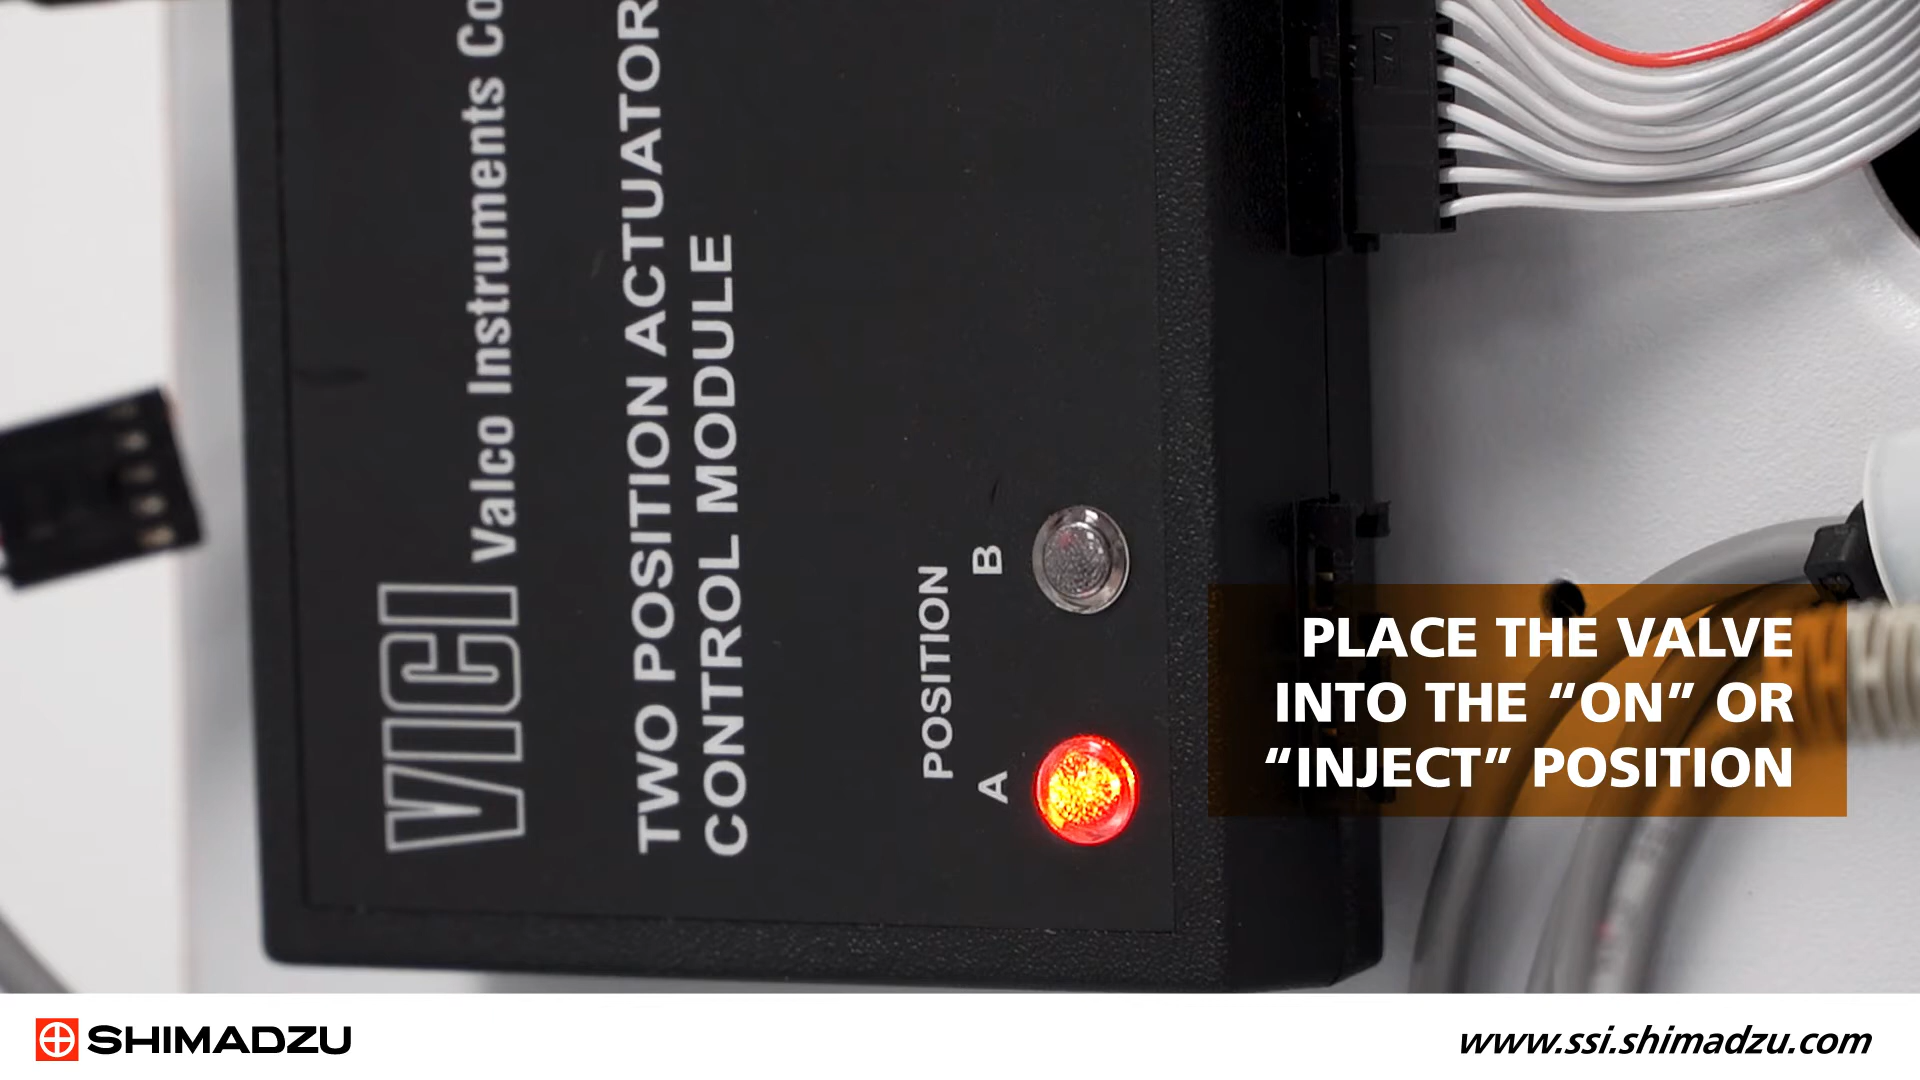 VICI Valco Instruments Co
TWO POSITION ACTUATOR
CONTROL MODULE
POSITION
A B
PLACE THE VALVE
INTO THE “ON” OR
“INJECT” POSITION
SHIMADZU
www.ssi.shimadzu.com